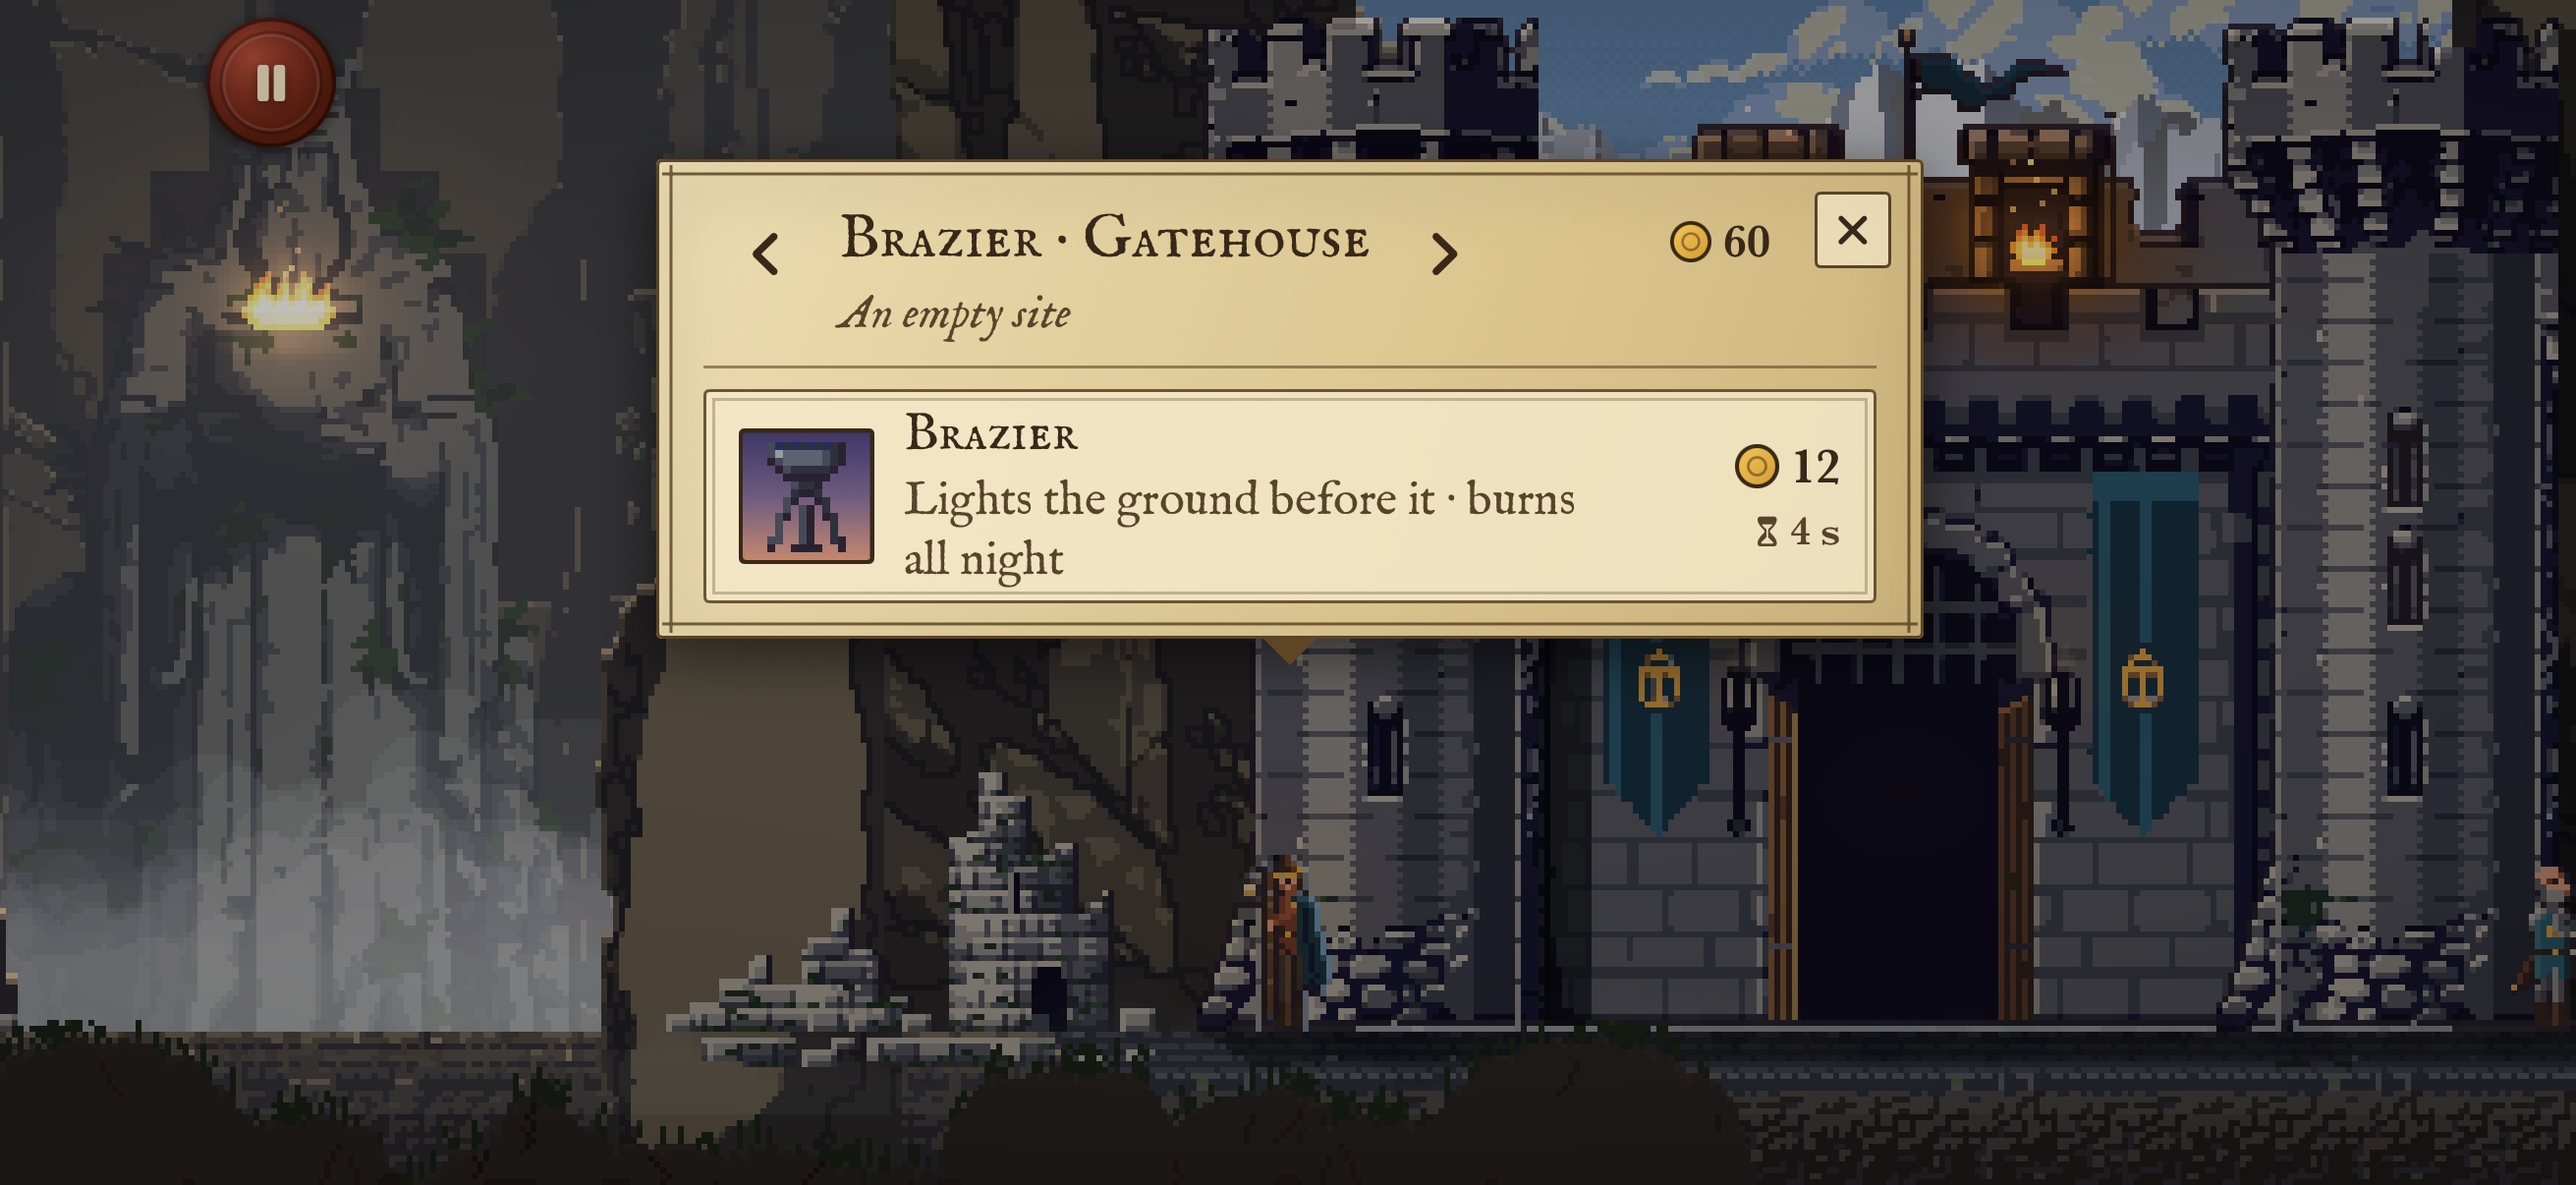 Brazier · Gatehouse
60
An empty site
Brazier
Lights the ground before it · burns
all night
12
4 s